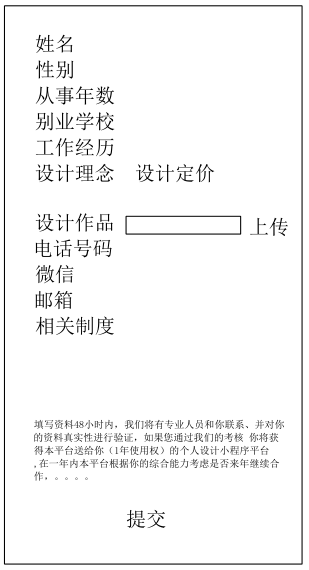 姓名
性别
从事年数
别业学校
工作经历
设计理念 设计定价
设计作品 上传
电话号码
微信
邮箱
相关制度
填写资料48小时内，我们将有专业人员和你联系、并对你
的资料真实性进行验证，如果您通过我们的考核 你将获
得本平台送给你（1年使用权）的个人设计小程序平台
,在一年内本平台根据你的综合能力考虑是否来年继续合
作，。。。。
提交